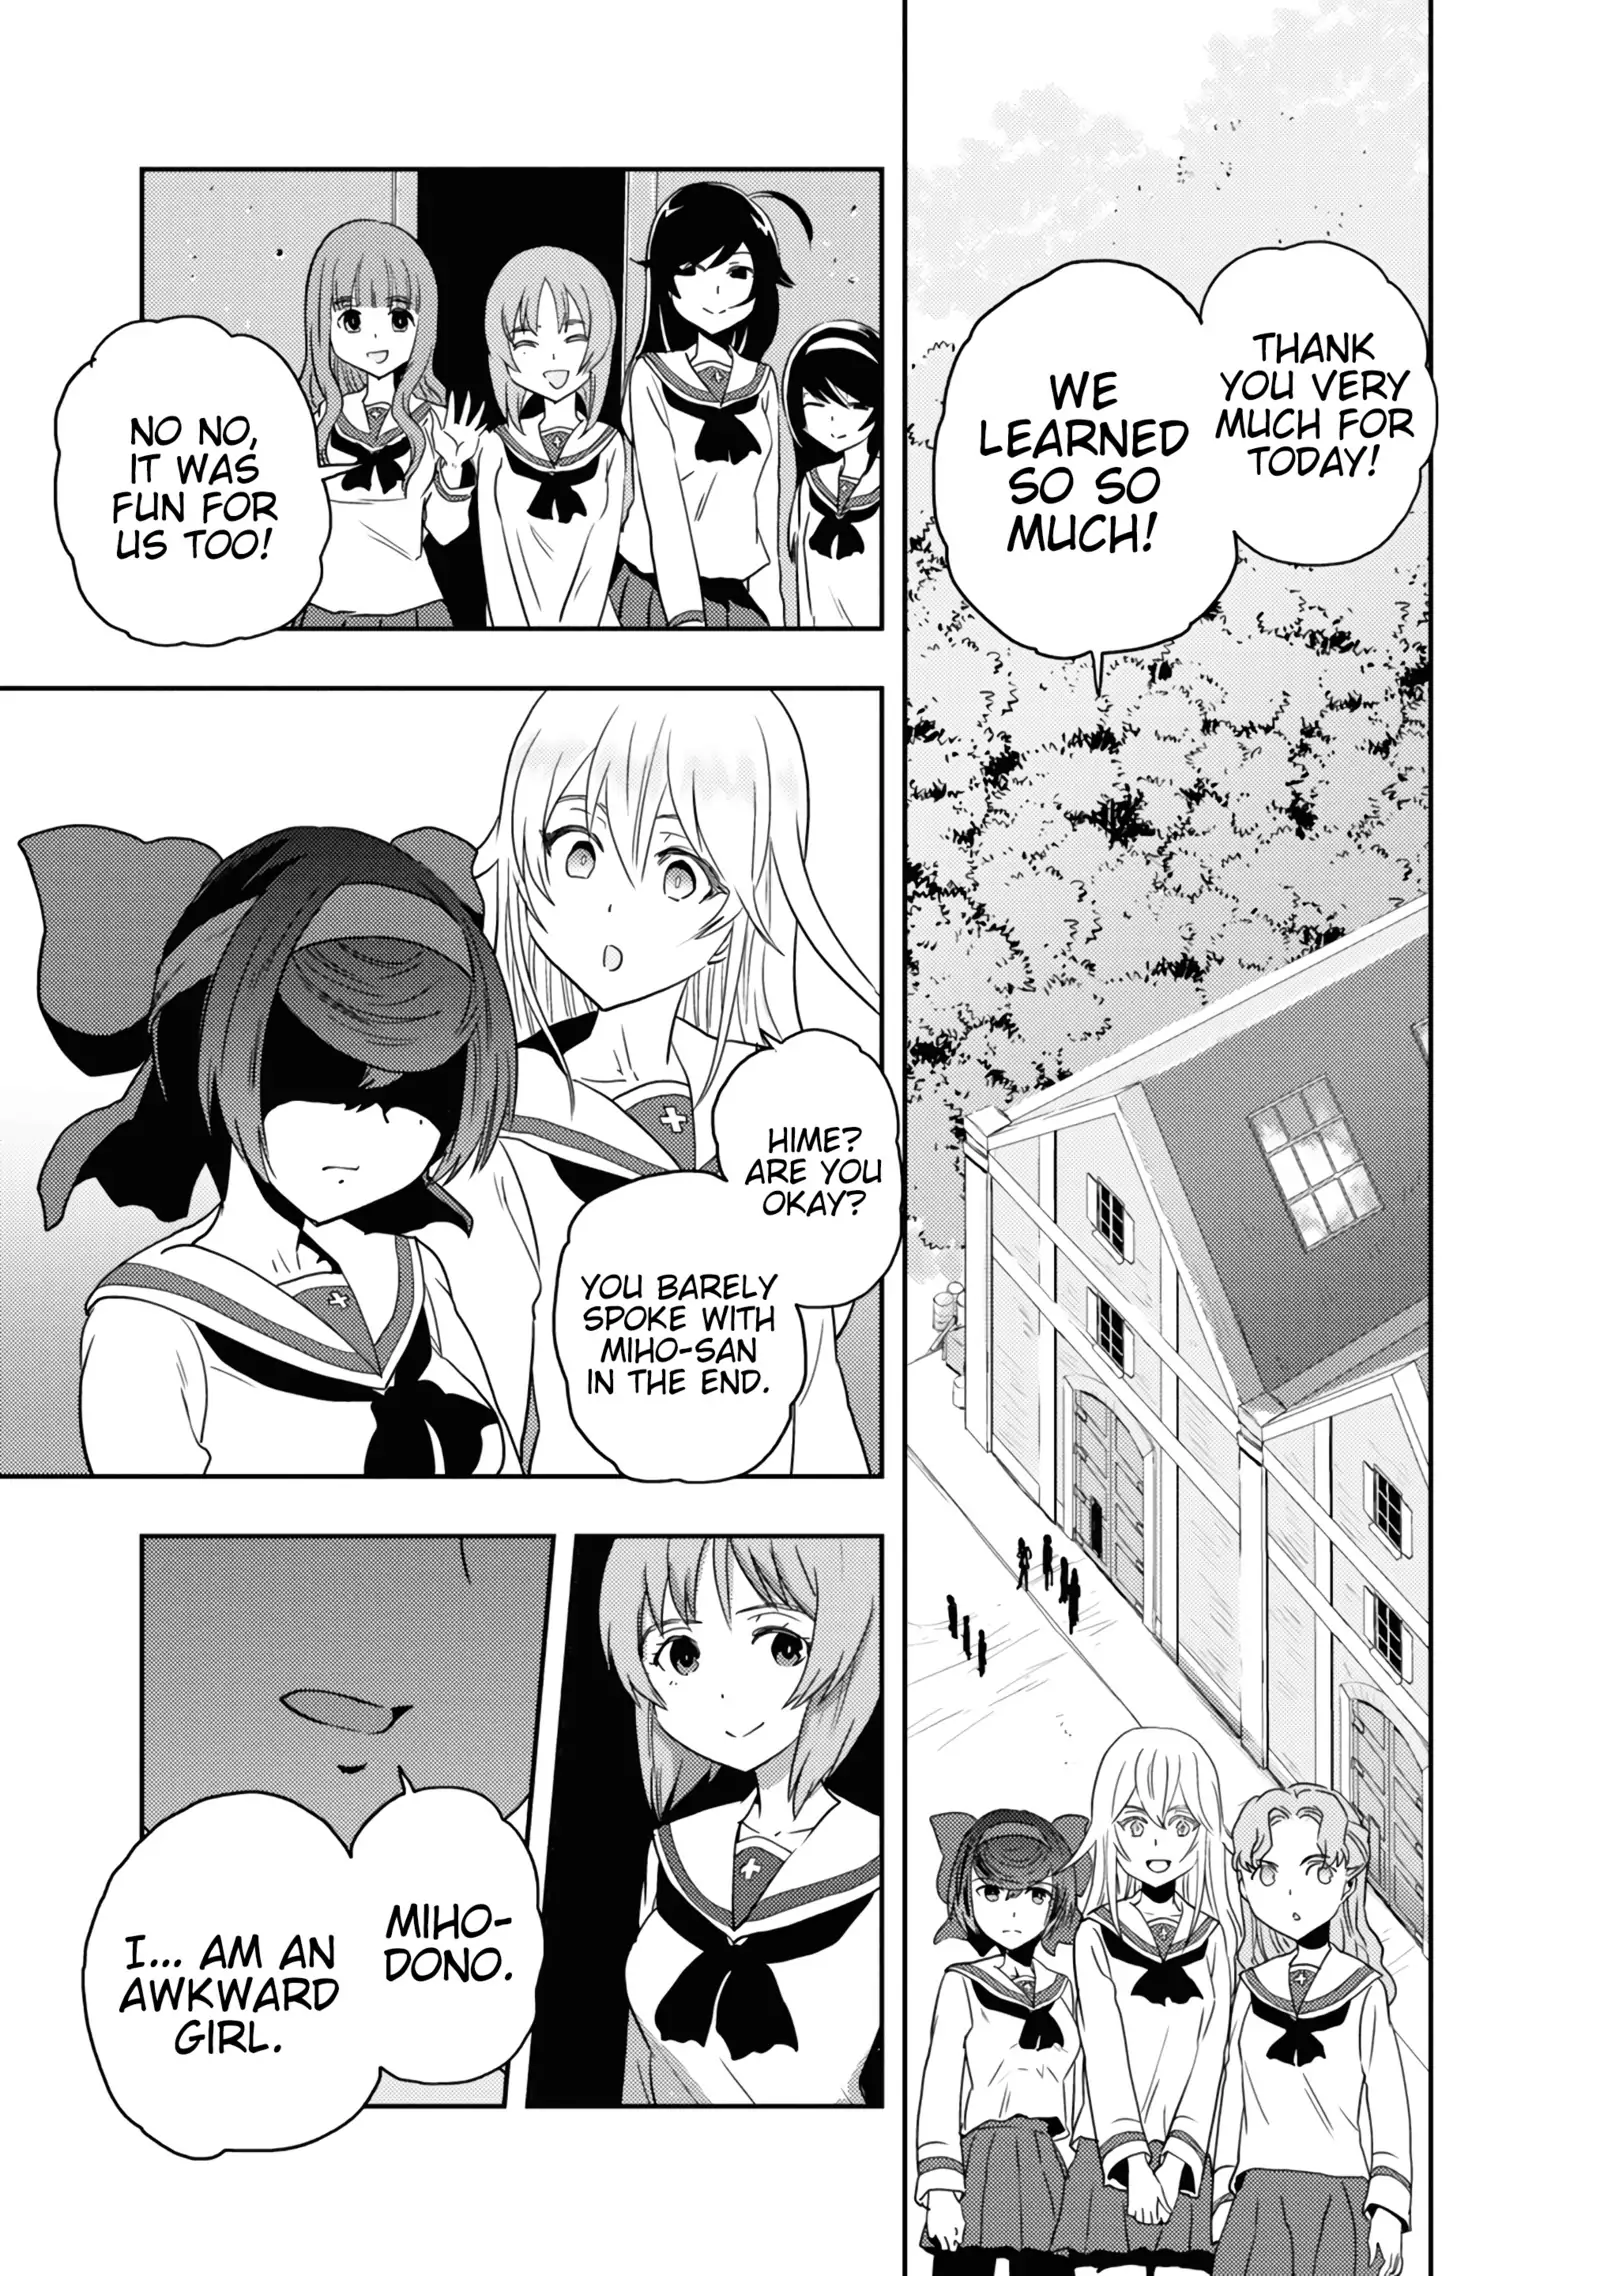 THANK
YOU VERY
MUCH FOR
TODAY!
WE
LEARNED
SO SO
MUCH!
NO NO,
IT WAS
FUN FOR
US TOO!
HIME?
ARE YOU
OKAY?
YOU BARELY
SPOKE WITH
MIHO-SAN
IN THE END.
MIHO-
DONO.
I... AM AN
AWKWARD
GIRL.